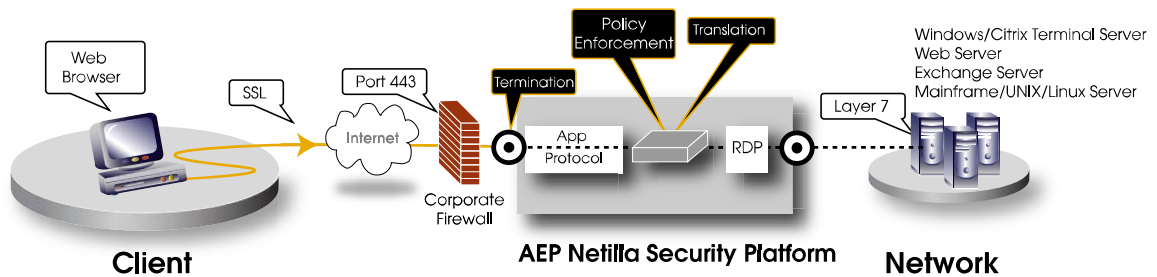 Web
Browser
SSL
Internet
Port 443
Corporate
Firewall
Termination
Policy
Enforcement
Translation
App
Protocol
RDP
Layer 7
Windows/Citrix Terminal Server
Web Server
Exchange Server
Mainframe/UNIX/Linux Server
Client
AEP Netilla Security Platform
Network